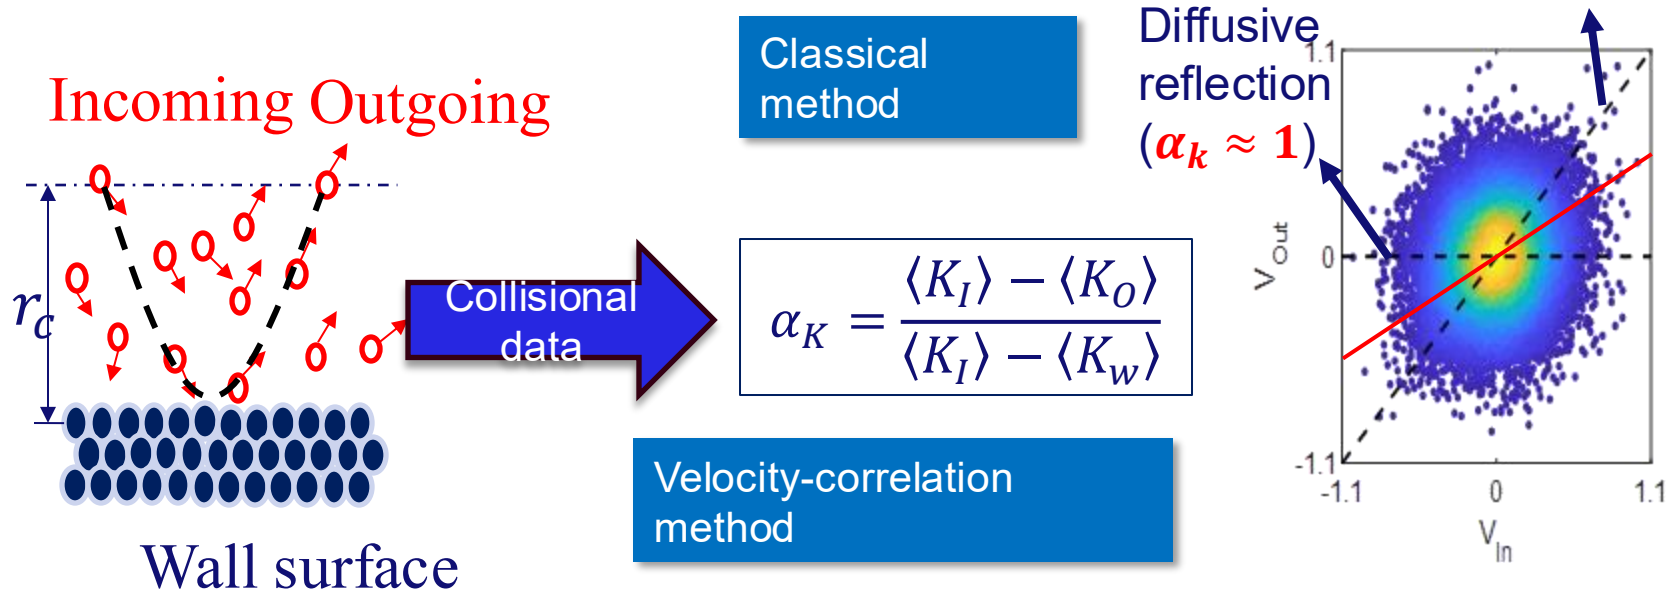 Incoming Outgoing
r_c
Wall surface
Collisional
data
Classical
method
α_K = (⟨K_I⟩ − ⟨K_O⟩) / (⟨K_I⟩ − ⟨K_w⟩)
Velocity-correlation
method
Diffusive
reflection
(α_k ≈ 1)
1.1
V_Out
0
-1.1
-1.1 0 1.1
V_In